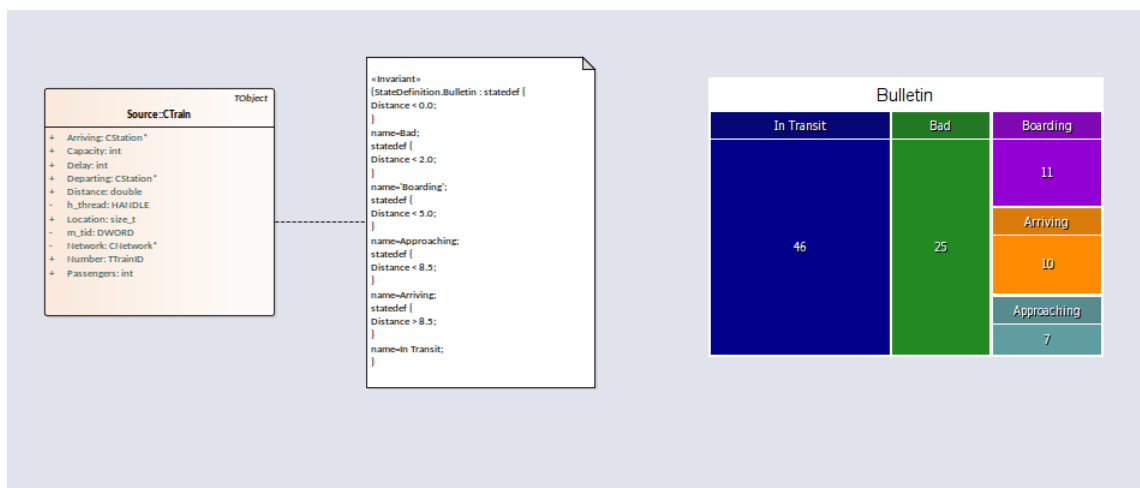 TObject
Source::CTrain
+ Arriving: CStation*
+ Capacity: int
+ Delay: int
+ Departing: CStation*
+ Distance: double
- h_thread: HANDLE
+ Location: size_t
- m_tid: DWORD
- Network: CNetwork*
+ Number: TTrainID
+ Passengers: int
«Invariant»
{StateDefinition.Bulletin : statedef {
Distance < 0.0;
}
name=Bad;
statedef {
Distance < 2.0;
}
name='Boarding';
statedef {
Distance < 5.0;
}
name=Approaching;
statedef {
Distance < 8.5;
}
name=Arriving;
statedef {
Distance > 8.5;
}
name=In Transit;
}
Bulletin
In Transit
46
Bad
25
Boarding
11
Arriving
10
Approaching
7